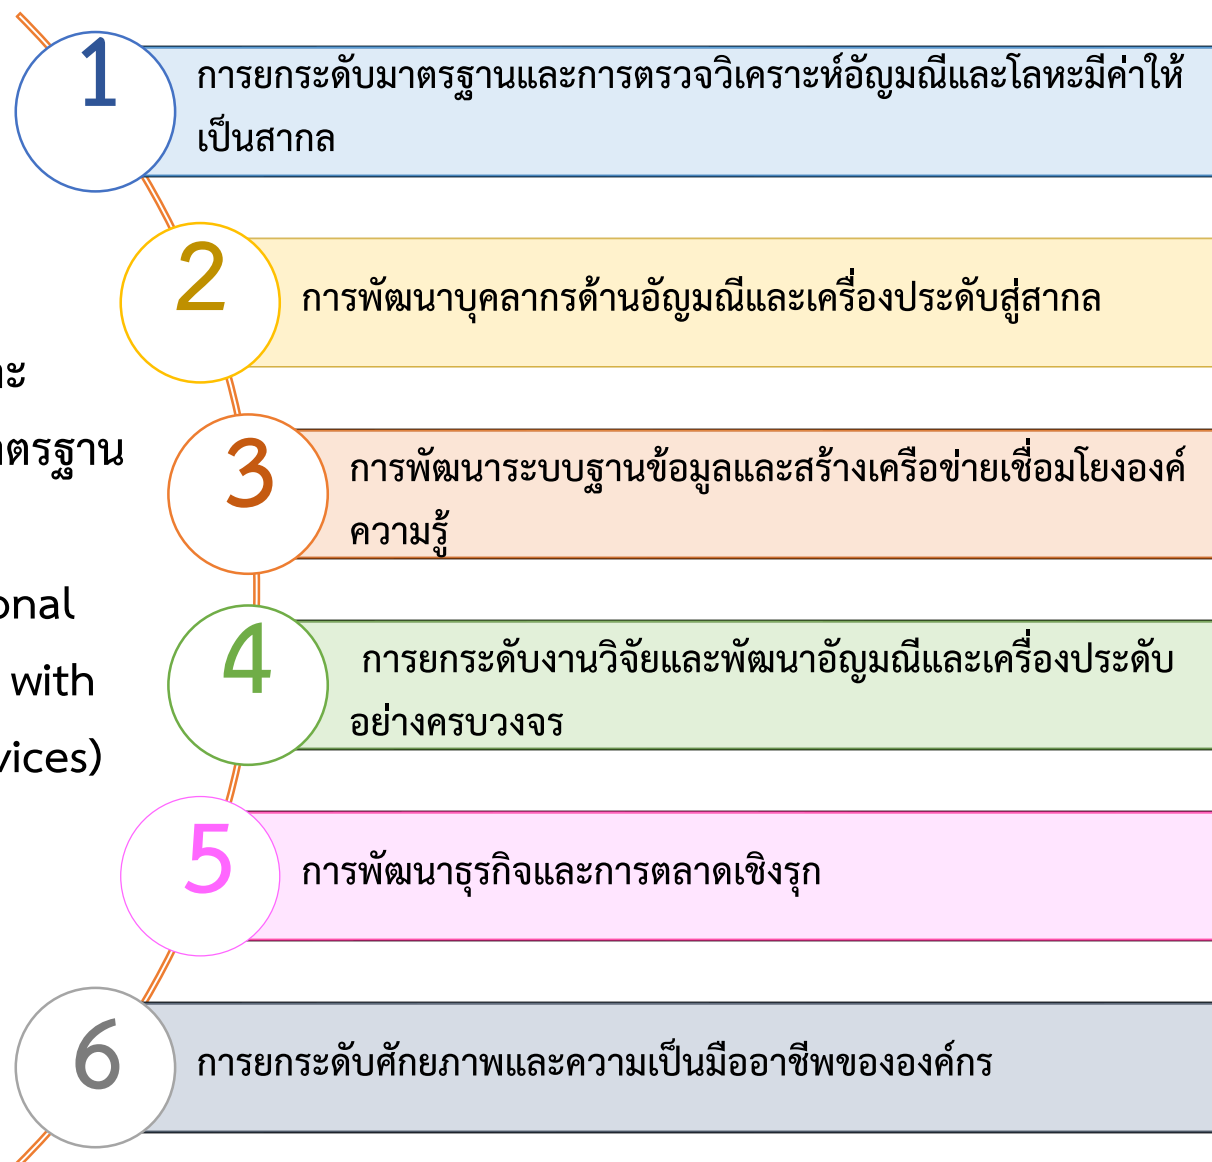 1
การยกระดับมาตรฐานและการตรวจวิเคราะห์อัญมณีและโลหะมีค่าให้
เป็นสากล
2
การพัฒนาบุคลากรด้านอัญมณีและเครื่องประดับสู่สากล
3
การพัฒนาระบบฐานข้อมูลและสร้างเครือข่ายเชื่อมโยงองค์
ความรู้
4
การยกระดับงานวิจัยและพัฒนาอัญมณีและเครื่องประดับ
อย่างครบวงจร
with
5
การพัฒนาธุรกิจและการตลาดเชิงรุก
6
การยกระดับศักยภาพและความเป็นมืออาชีพขององค์กร